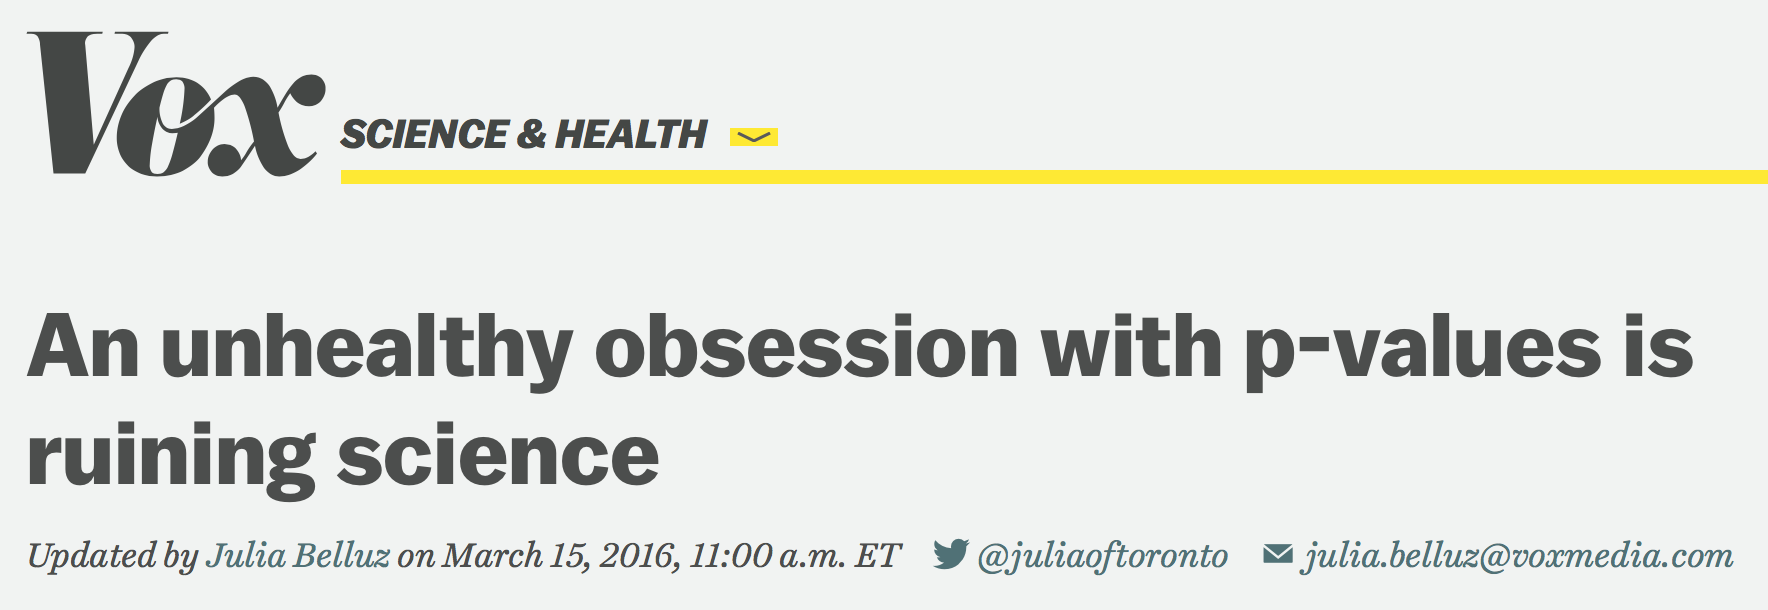 Vox
SCIENCE & HEALTH
An unhealthy obsession with p-values is
ruining science
Updated by Julia Belluz on March 15, 2016, 11:00 a.m. ET @juliaoftoronto julia.belluz@voxmedia.com